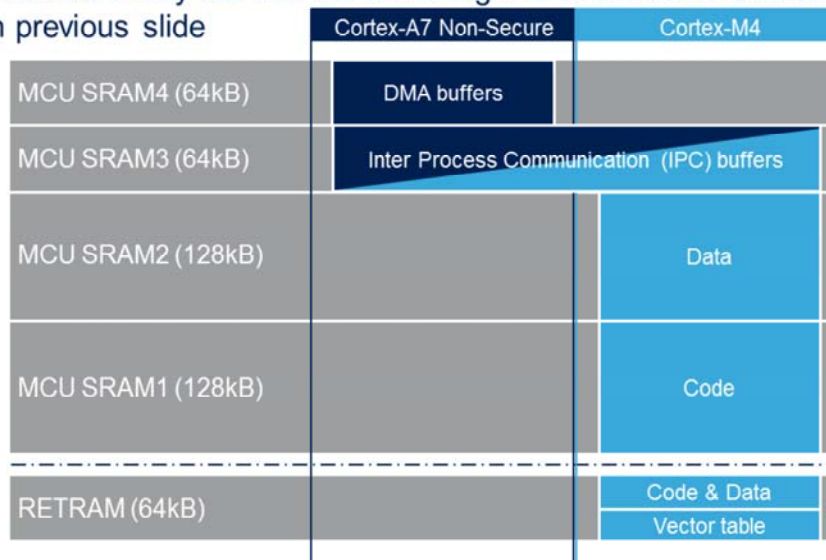 previous slide
Cortex-A7 Non-Secure
Cortex-M4
MCU SRAM4 (64kB)
DMA buffers
MCU SRAM3 (64kB)
Inter Process Communication (IPC) buffers
MCU SRAM2 (128kB)
Data
MCU SRAM1 (128kB)
Code
RETRAM (64kB)
Code & Data
Vector table